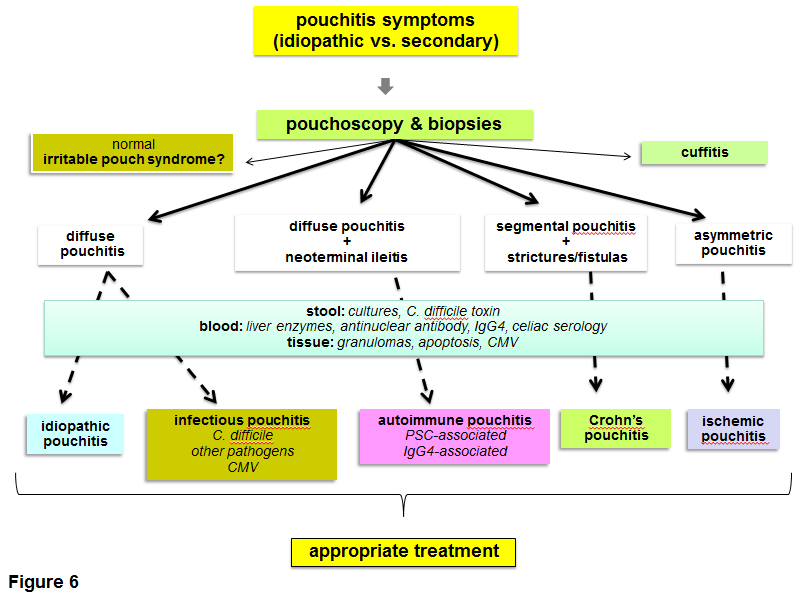 pouchitis symptoms
(idiopathic vs. secondary)
pouchoscopy & biopsies
normal
irritable pouch syndrome?
cuffitis
diffuse
pouchitis
diffuse pouchitis
+
neoterminal ileitis
segmental pouchitis
+
strictures/fistulas
asymmetric
pouchitis
stool: cultures, C. difficile toxin
blood: liver enzymes, antinuclear antibody, IgG4, celiac serology
tissue: granulomas, apoptosis, CMV
idiopathic
pouchitis
infectious pouchitis
C. difficile
other pathogens
CMV
autoimmune pouchitis
PSC-associated
IgG4-associated
Crohn's
pouchitis
ischemic
pouchitis
appropriate treatment
Figure 6